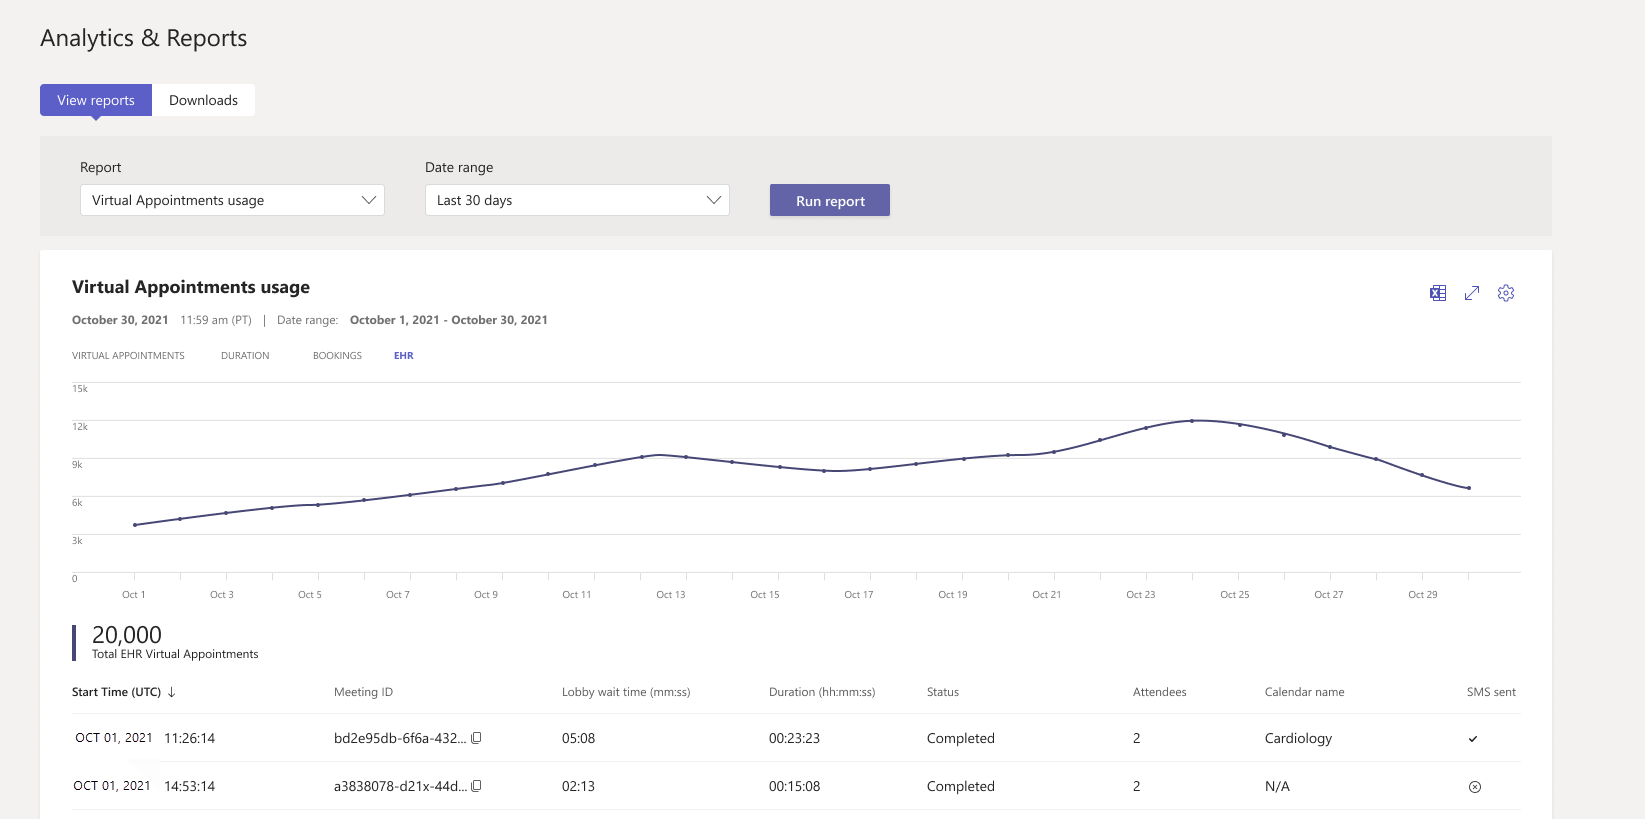 Analytics & Reports
View reports Downloads
Report Date range
Virtual Appointments usage Last 30 days Run report
Virtual Appointments usage
October 30, 2021 11:59 am (PT) | Date range: October 1, 2021 - October 30, 2021
VIRTUAL APPOINTMENTS DURATION BOOKINGS EHR
15k
12k
9k
6k
3k
0
Oct 1 Oct 3 Oct 5 Oct 7 Oct 9 Oct 11 Oct 13 Oct 15 Oct 17 Oct 19 Oct 21 Oct 23 Oct 25 Oct 27 Oct 29
20,000
Total EHR Virtual Appointments
Start Time (UTC) ↓ Meeting ID Lobby wait time (mm:ss) Duration (hh:mm:ss) Status Attendees Calendar name SMS sent
OCT 01, 2021 11:26:14 bd2e95db-6f6a-432... 05:08 00:23:23 Completed 2 Cardiology
OCT 01, 2021 14:53:14 a3838078-d21x-44d... 02:13 00:15:08 Completed 2 N/A